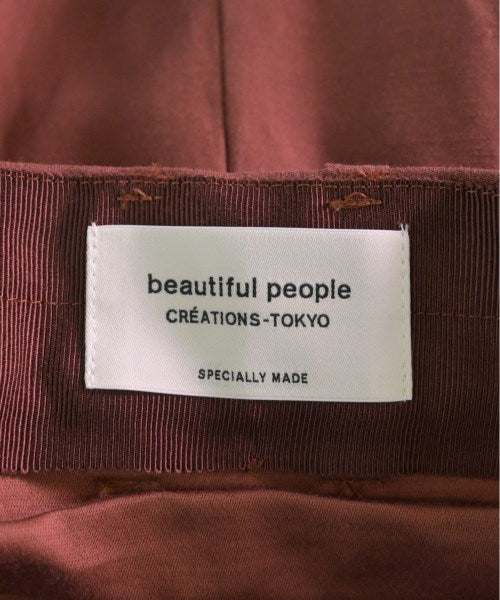 beautiful people
CRÉATIONS-TOKYO
SPECIALLY MADE